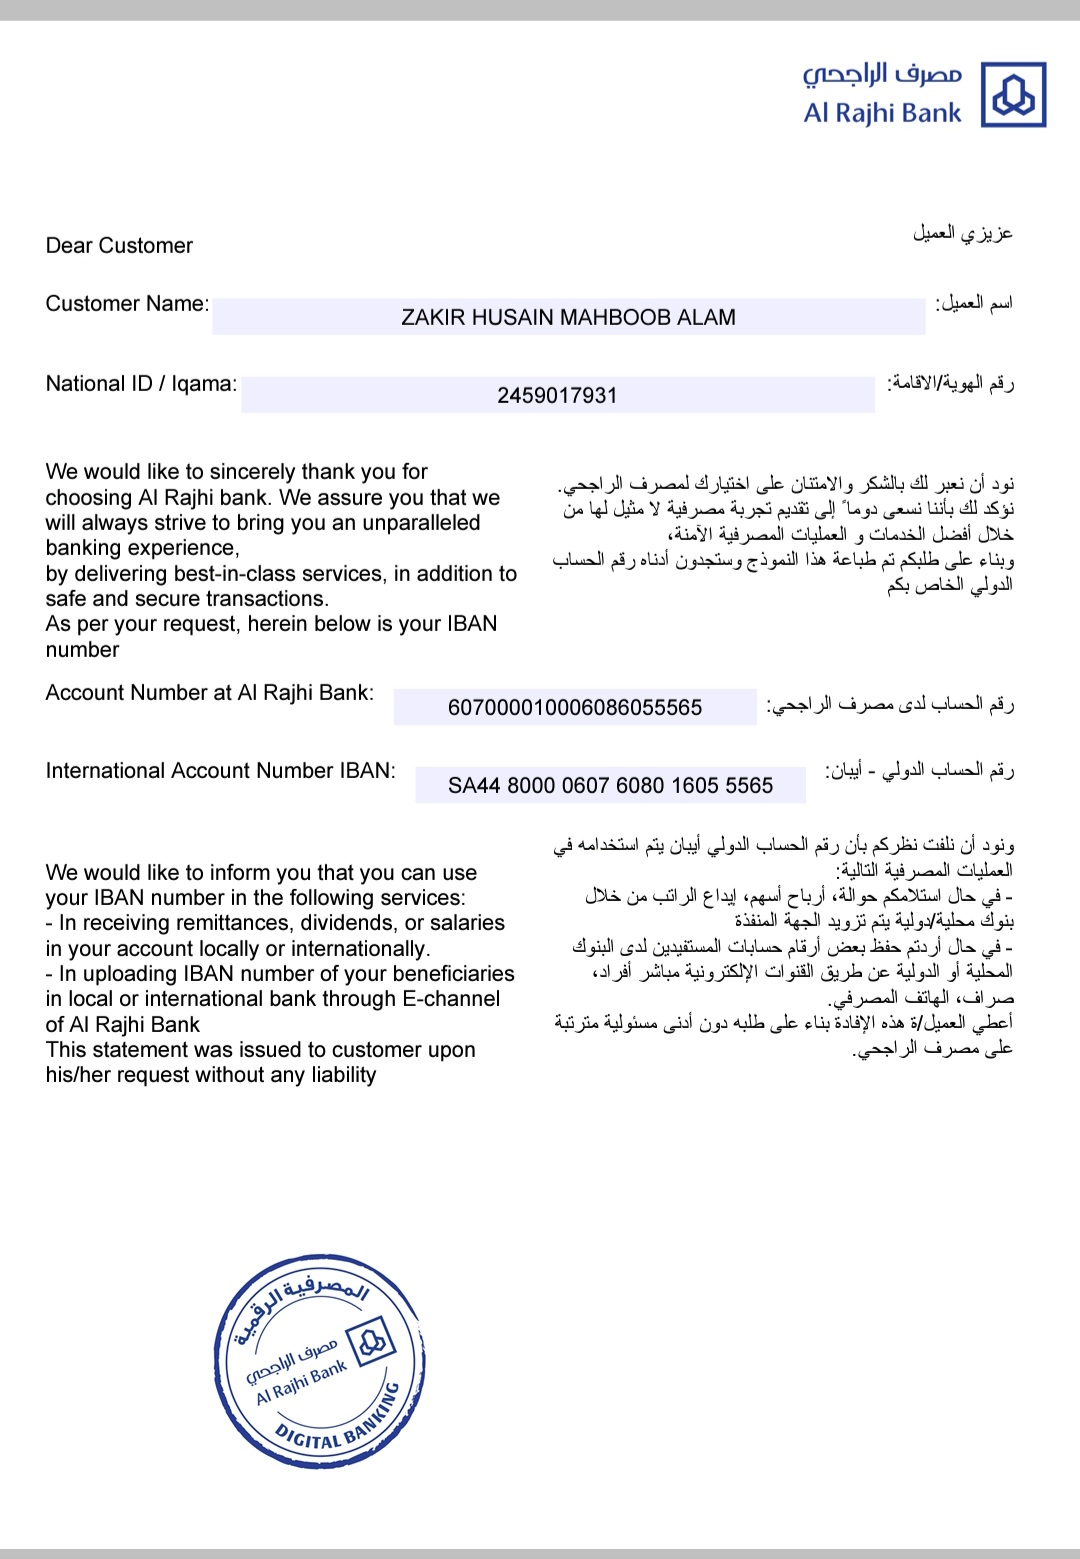 مصرف الراجحي
Al Rajhi Bank
عزيزي العميل
Dear Customer
Customer Name:
ZAKIR HUSAIN MAHBOOB ALAM
اسم العميل:
National ID / Iqama:
2459017931
رقم الهوية/الاقامة:
We would like to sincerely thank you for
choosing Al Rajhi bank. We assure you that we
will always strive to bring you an unparalleled
banking experience,
by delivering best-in-class services, in addition to
safe and secure transactions.
As per your request, herein below is your IBAN
number
نود أن نعبر لك بالشكر والامتنان على اختيارك لمصرف الراجحي.
نؤكد لك بأننا نسعى دوماً إلى تقديم تجربة مصرفية لا مثيل لها من
خلال أفضل الخدمات و العمليات المصرفية الآمنة،
وبناء على طلبكم تم طباعة هذا النموذج وستجدون أدناه رقم الحساب
الدولي الخاص بكم
Account Number at Al Rajhi Bank:
607000010006086055565
رقم الحساب لدى مصرف الراجحي:
International Account Number IBAN:
SA44 8000 0607 6080 1605 5565
رقم الحساب الدولي - أيبان:
We would like to inform you that you can use
your IBAN number in the following services:
- In receiving remittances, dividends, or salaries
in your account locally or internationally.
- In uploading IBAN number of your beneficiaries
in local or international bank through E-channel
of Al Rajhi Bank
This statement was issued to customer upon
his/her request without any liability
ونود أن نلفت نظركم بأن رقم الحساب الدولي أيبان يتم استخدامه في
العمليات المصرفية التالية:
- في حال استلامكم حوالة، أرباح أسهم، إيداع الراتب من خلال
بنوك محلية/دولية يتم تزويد الجهة المنفذة
- في حال أردتم حفظ بعض أرقام حسابات المستفيدين لدى البنوك
المحلية أو الدولية عن طريق القنوات الإلكترونية مباشر أفراد،
صراف، الهاتف المصرفي.
أعطي العميل/ة هذه الإفادة بناء على طلبه دون أدنى مسئولية مترتبة
على مصرف الراجحي.
المصرفية الرقمية
مصرف الراجحي
Al Rajhi Bank
DIGITAL BANKING